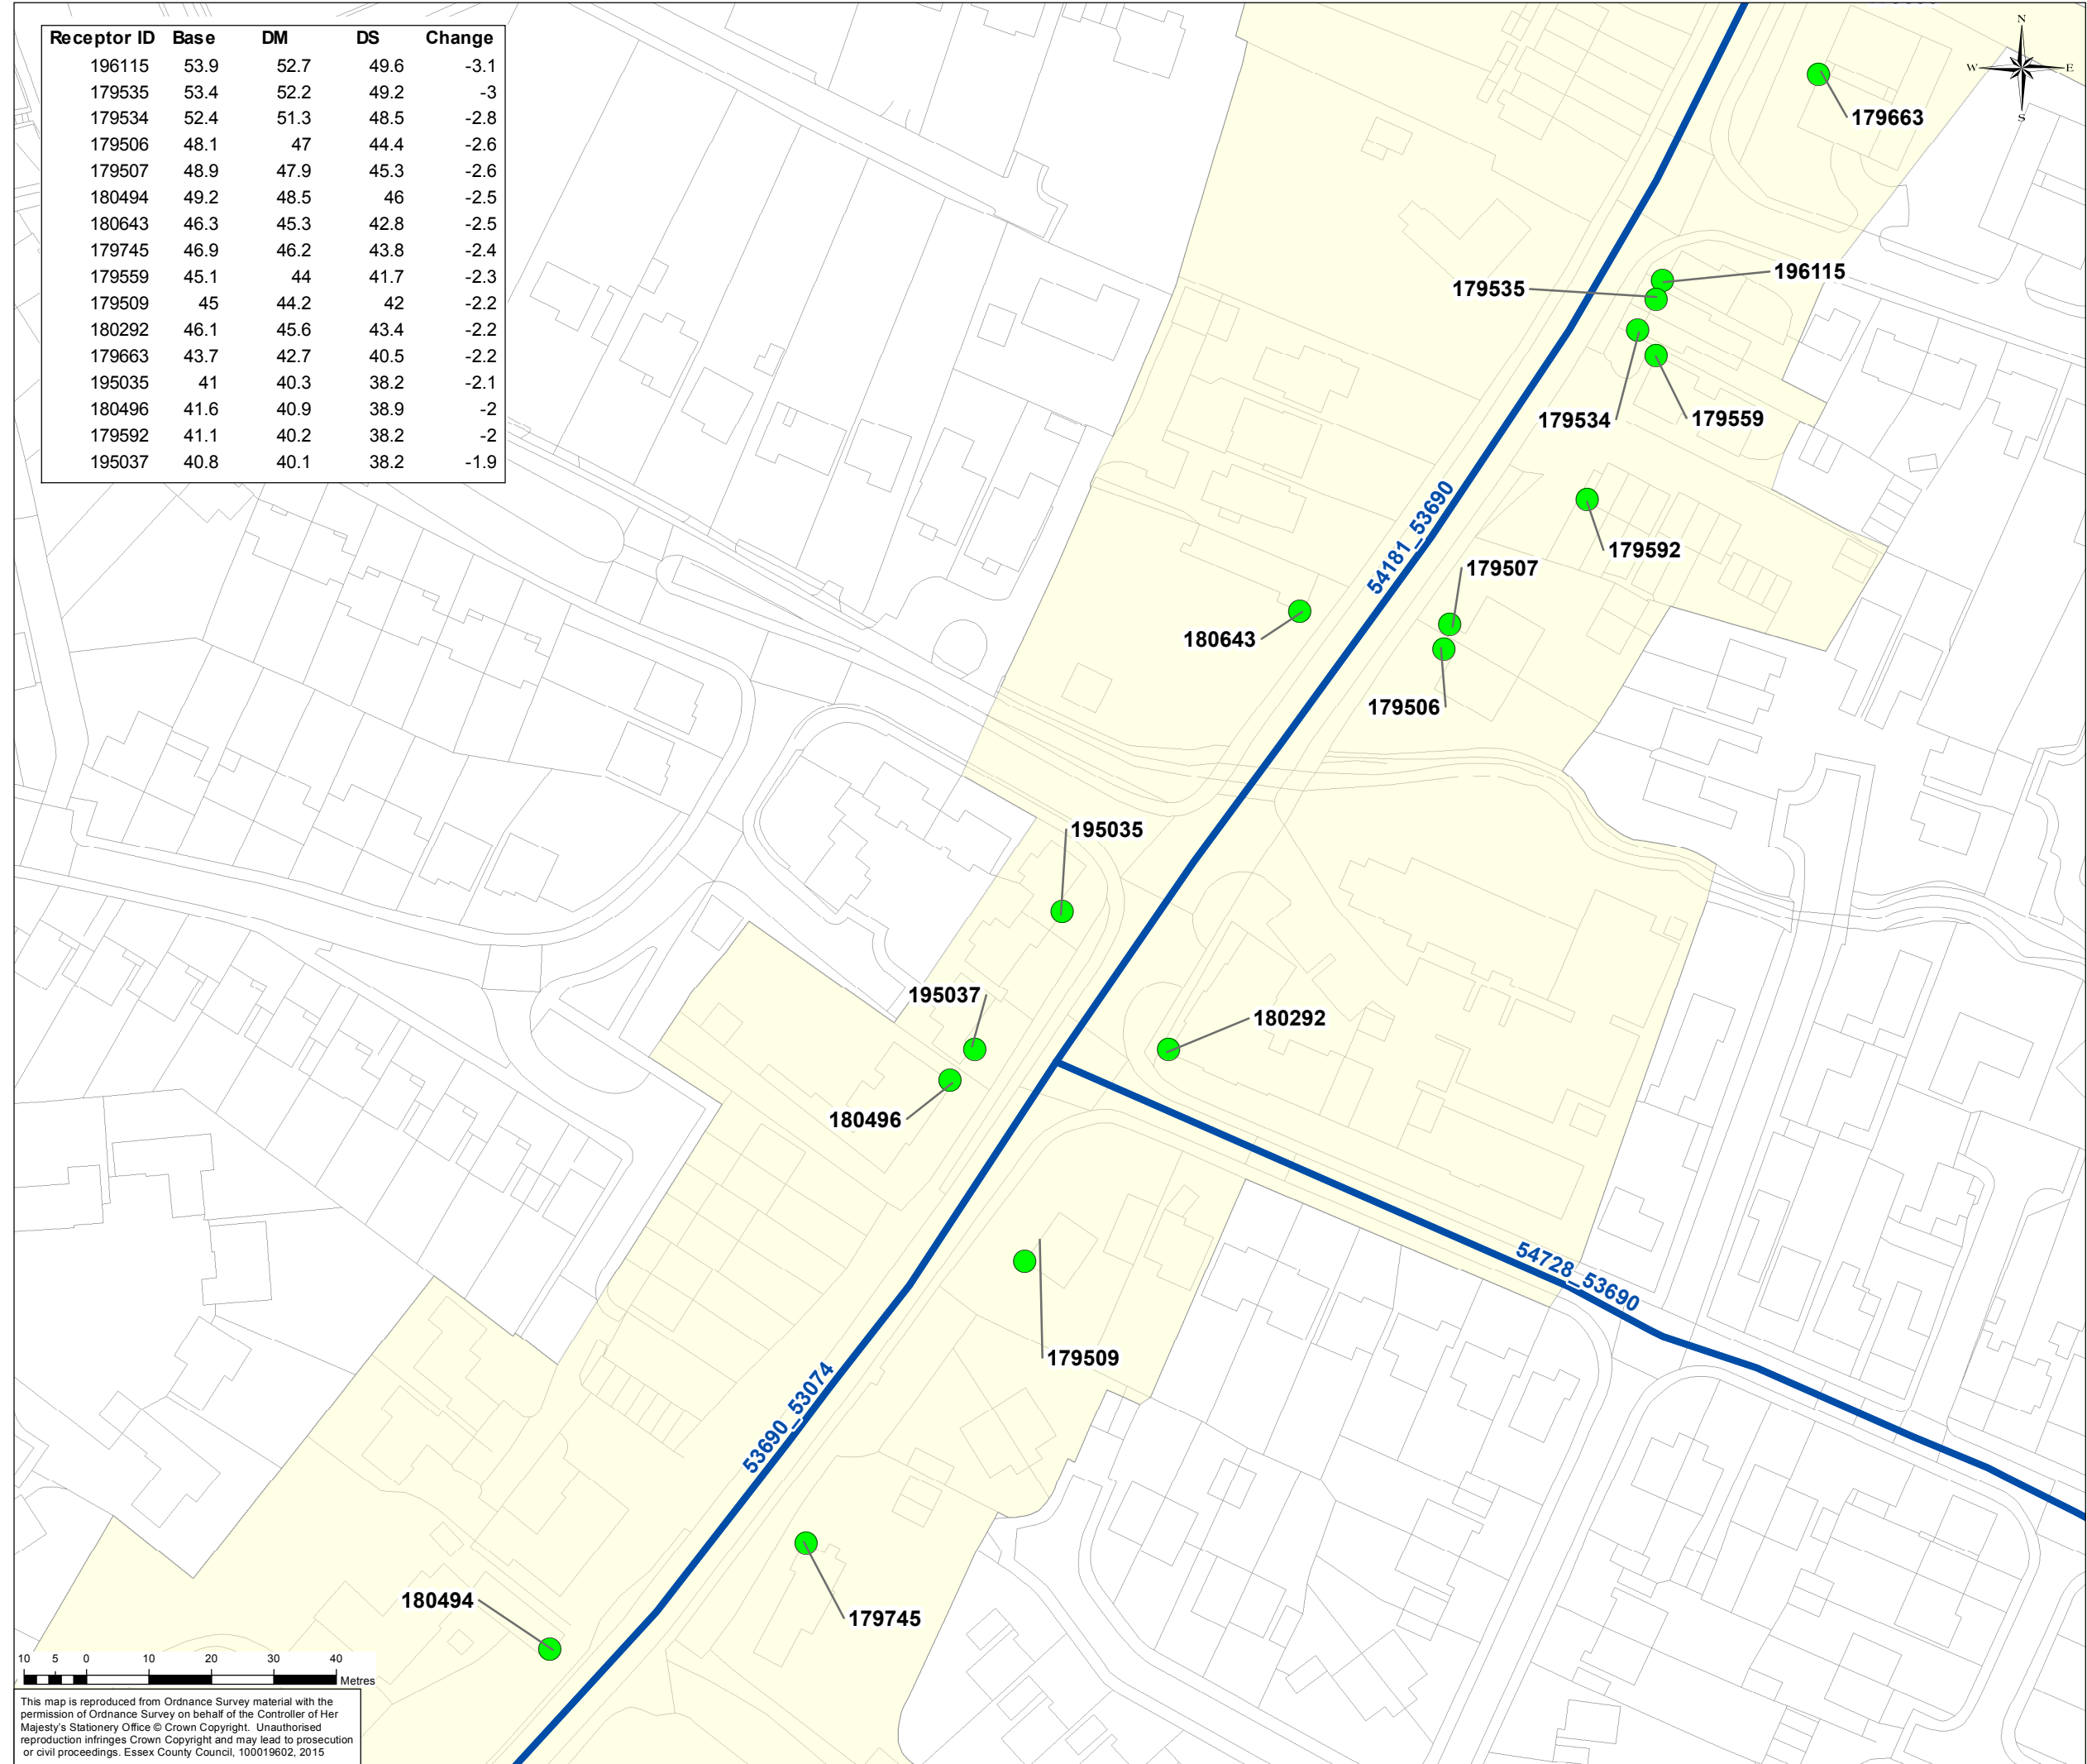 Receptor ID Base DM DS Change
196115 53.9 52.7 49.6 -3.1
179535 53.4 52.2 49.2 -3
179534 52.4 51.3 48.5 -2.8
179506 48.1 47 44.4 -2.6
179507 48.9 47.9 45.3 -2.6
180494 49.2 48.5 46 -2.5
180643 46.3 45.3 42.8 -2.5
179745 46.9 46.2 43.8 -2.4
179559 45.1 44 41.7 -2.3
179509 45 44.2 42 -2.2
180292 46.1 45.6 43.4 -2.2
179663 43.7 42.7 40.5 -2.2
195035 41 40.3 38.2 -2.1
180496 41.6 40.9 38.9 -2
179592 41.1 40.2 38.2 -2
195037 40.8 40.1 38.2 -1.9
N
W E
S
179663
196115
179535
179534
179559
54181_53690
179592
179507
180643
179506
195035
195037
180292
180496
54728_53690
179509
53690_53074
180494
179745
10 5 0 10 20 30 40
Metres
This map is reproduced from Ordnance Survey material with the
permission of Ordnance Survey on behalf of the Controller of Her
Majesty's Stationery Office © Crown Copyright. Unauthorised
reproduction infringes Crown Copyright and may lead to prosecution
or civil proceedings. Essex County Council, 100019602, 2015